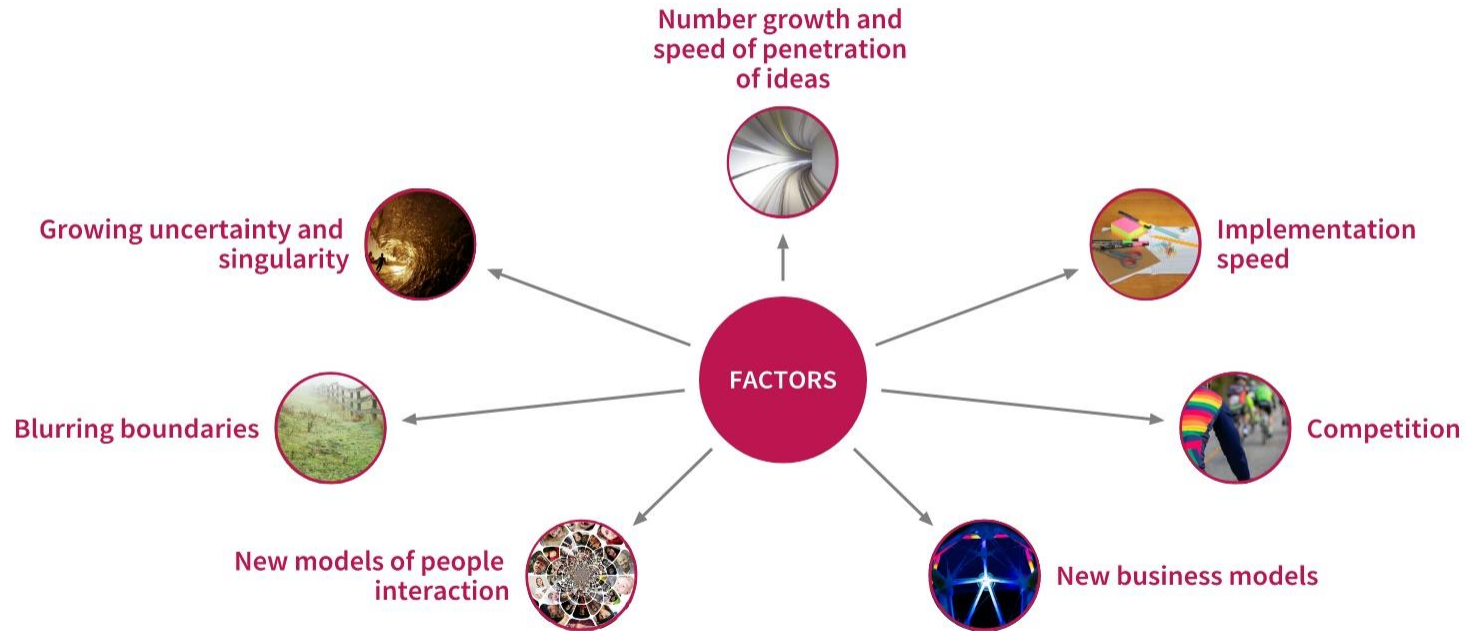 Number growth and
speed of penetration
of ideas
Growing uncertainty and
singularity
Implementation
speed
FACTORS
Blurring boundaries
Competition
New models of people
interaction
New business models